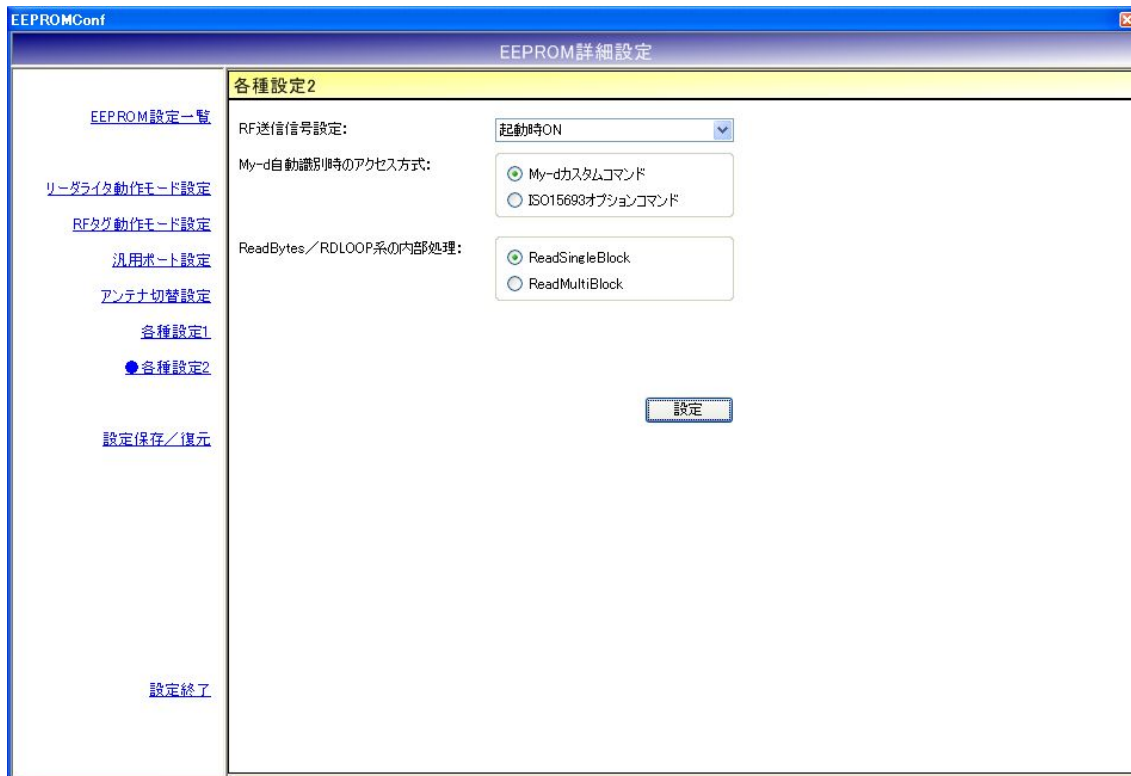 EEPROMConf
EEPROM詳細設定
EEPROM設定一覧
リーダライタ動作モード設定
RFタグ動作モード設定
汎用ポート設定
アンテナ切替設定
各種設定1
●各種設定2
設定保存／復元
設定終了
各種設定2
RF送信信号設定:
起動時ON
My-d自動識別時のアクセス方式:
My-dカスタムコマンド
ISO15693オプションコマンド
ReadBytes／RDLOOP系の内部処理:
ReadSingleBlock
ReadMultiBlock
設定